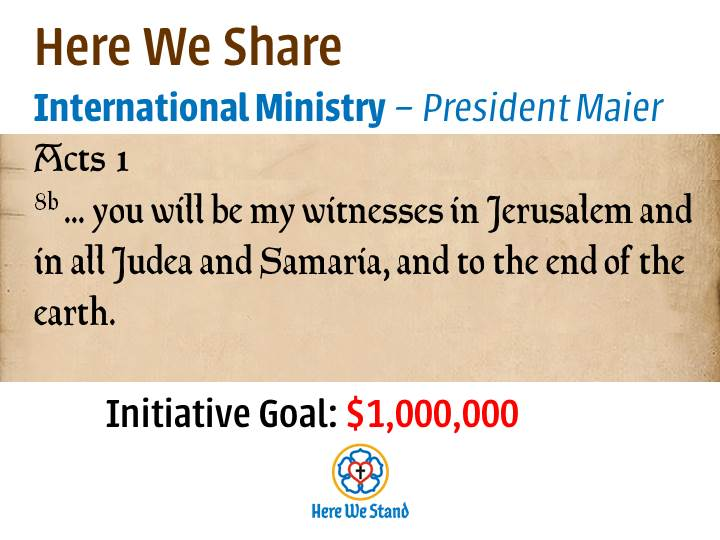 Here We Share
International Ministry – President Maier
Acts 1
8b ... you will be my witnesses in Jerusalem and
in all Judea and Samaria, and to the end of the
earth.
Initiative Goal: $1,000,000
Here We Stand